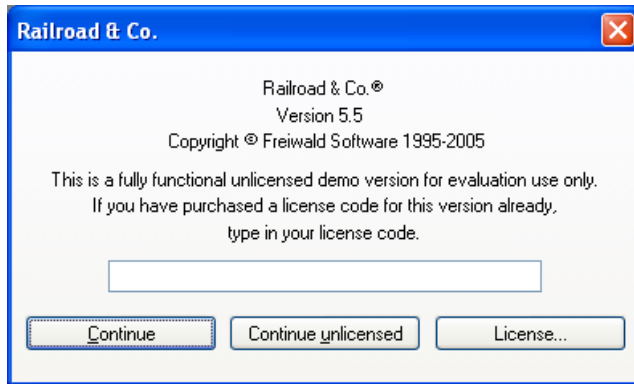 Railroad & Co.
Railroad & Co.®
Version 5.5
Copyright © Freiwald Software 1995-2005
This is a fully functional unlicensed demo version for evaluation use only.
If you have purchased a license code for this version already,
type in your license code.
Continue Continue unlicensed License...